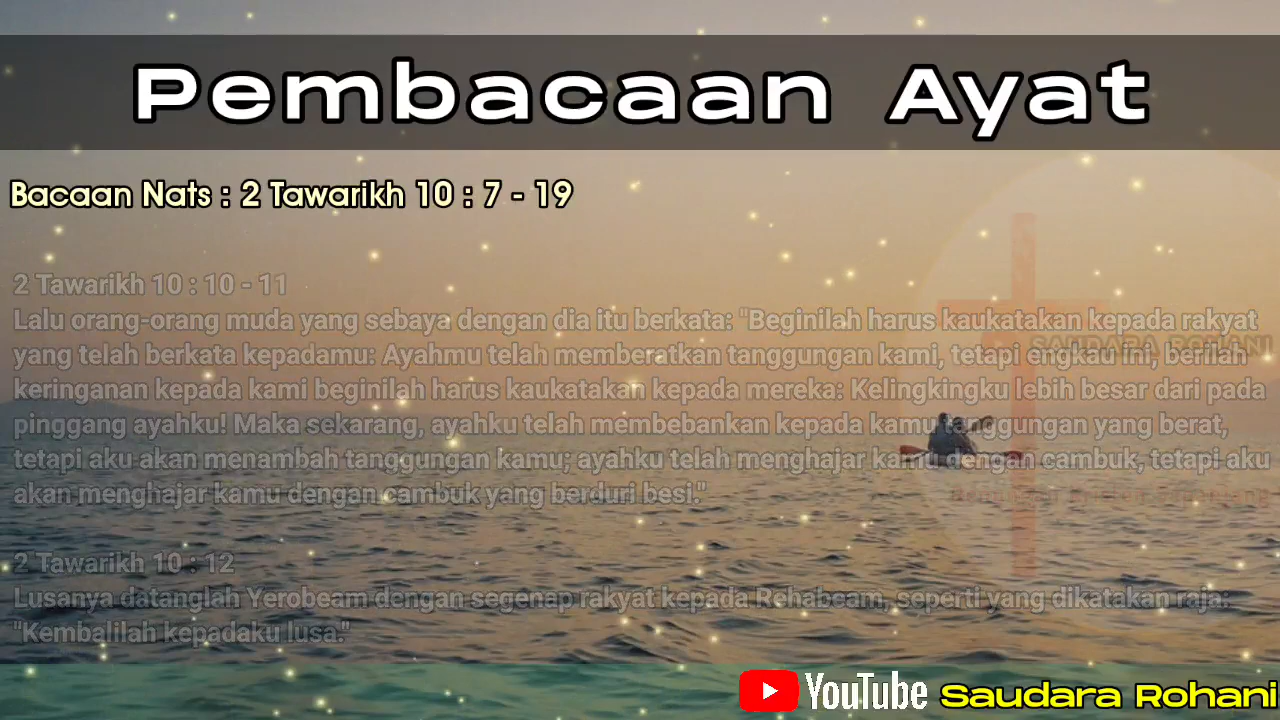 Pembacaan Ayat
Bacaan Nats : 2 Tawarikh 10 : 7 - 19
2 Tawarikh 10 : 10 - 11
Lalu orang-orang muda yang sebaya dengan dia itu berkata: "Beginilah harus kaukatakan kepada rakyat
yang telah berkata kepadamu: Ayahmu telah memberatkan tanggungan kami, tetapi engkau ini, berilah
SAUDARA ROHANI
keringanan kepada kami beginilah harus kaukatakan kepada mereka: Kelingkingku lebih besar dari pada
pinggang ayahku! Maka sekarang, ayahku telah membebankan kepada kamu tanggungan yang berat,
tetapi aku akan menambah tanggungan kamu; ayahku telah menghajar kamu dengan cambuk, tetapi aku
akan menghajar kamu dengan cambuk yang berduri besi."
2 Tawarikh 10 : 12
Lusanya datanglah Yerobeam dengan segenap rakyat kepada Rehabeam, seperti yang dikatakan raja:
"Kembalilah kepadaku lusa."
YouTube Saudara Rohani